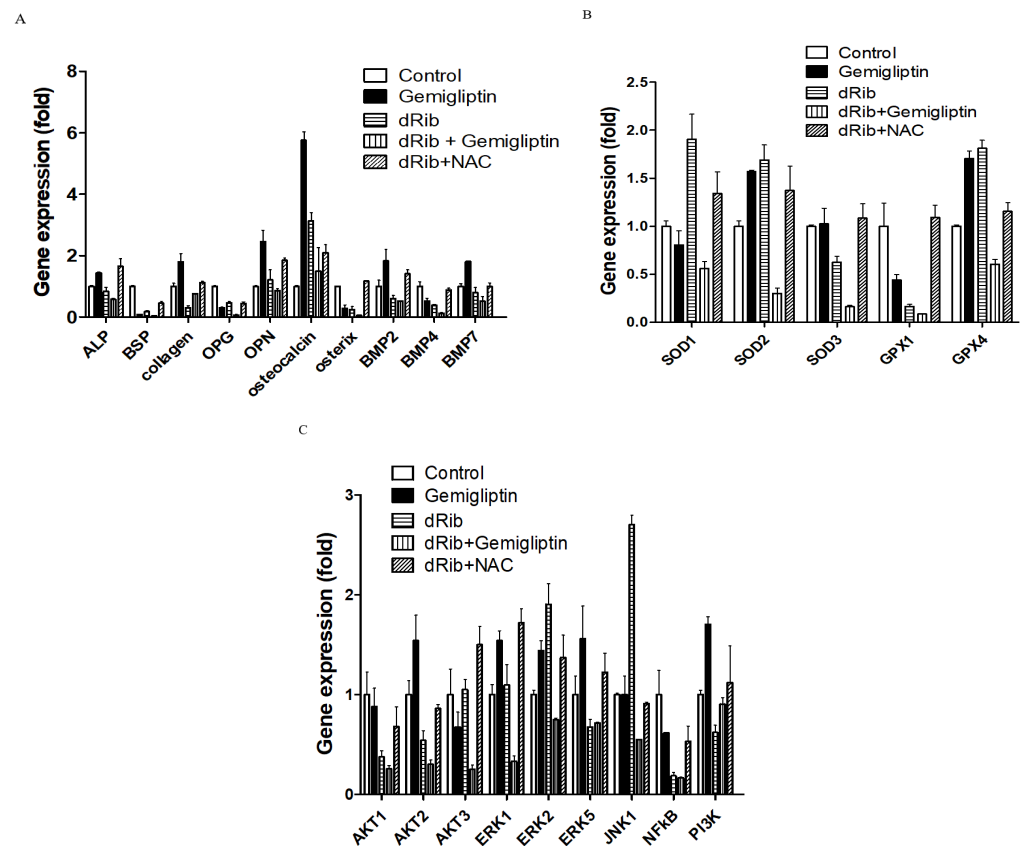 A
Gene expression (fold)
8
6
4
2
0
Control
Gemigliptin
dRib
dRib + Gemigliptin
dRib+NAC
ALP
BSP
collagen
OPG
OPN
osteocalcin
osterix
BMP2
BMP4
BMP7
B
Gene expression (fold)
2.5
2.0
1.5
1.0
0.5
0.0
Control
Gemigliptin
dRib
dRib+Gemigliptin
dRib+NAC
SOD1
SOD2
SOD3
GPX1
GPX4
C
Gene expression (fold)
3
2
1
0
Control
Gemigliptin
dRib
dRib+Gemigliptin
dRib+NAC
AKT1
AKT2
AKT3
ERK1
ERK2
ERK5
JNK1
NFkB
PI3K